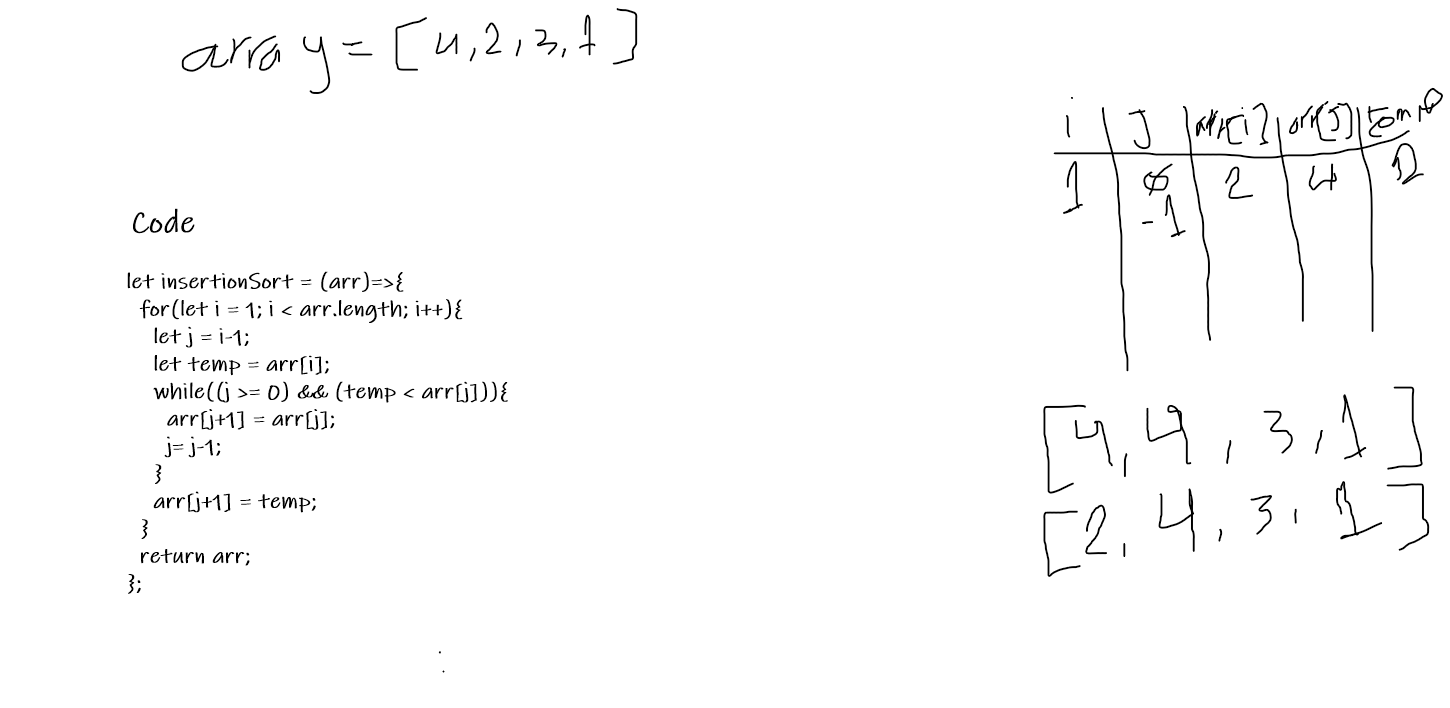 array = [4,2,3,1]
i | J | arr[i] | arr[J] | temp
1 | 0 | 2 | 4 | 2
-1
Code
let insertionSort = (arr)=>{
for(let i = 1; i < arr.length; i++){
let j = i-1;
let temp = arr[i];
while((j >= 0) && (temp < arr[j])){
arr[j+1] = arr[j];
j= j-1;
}
arr[j+1] = temp;
}
return arr;
};
[4, 4, 3, 1]
[2, 4, 3, 1]